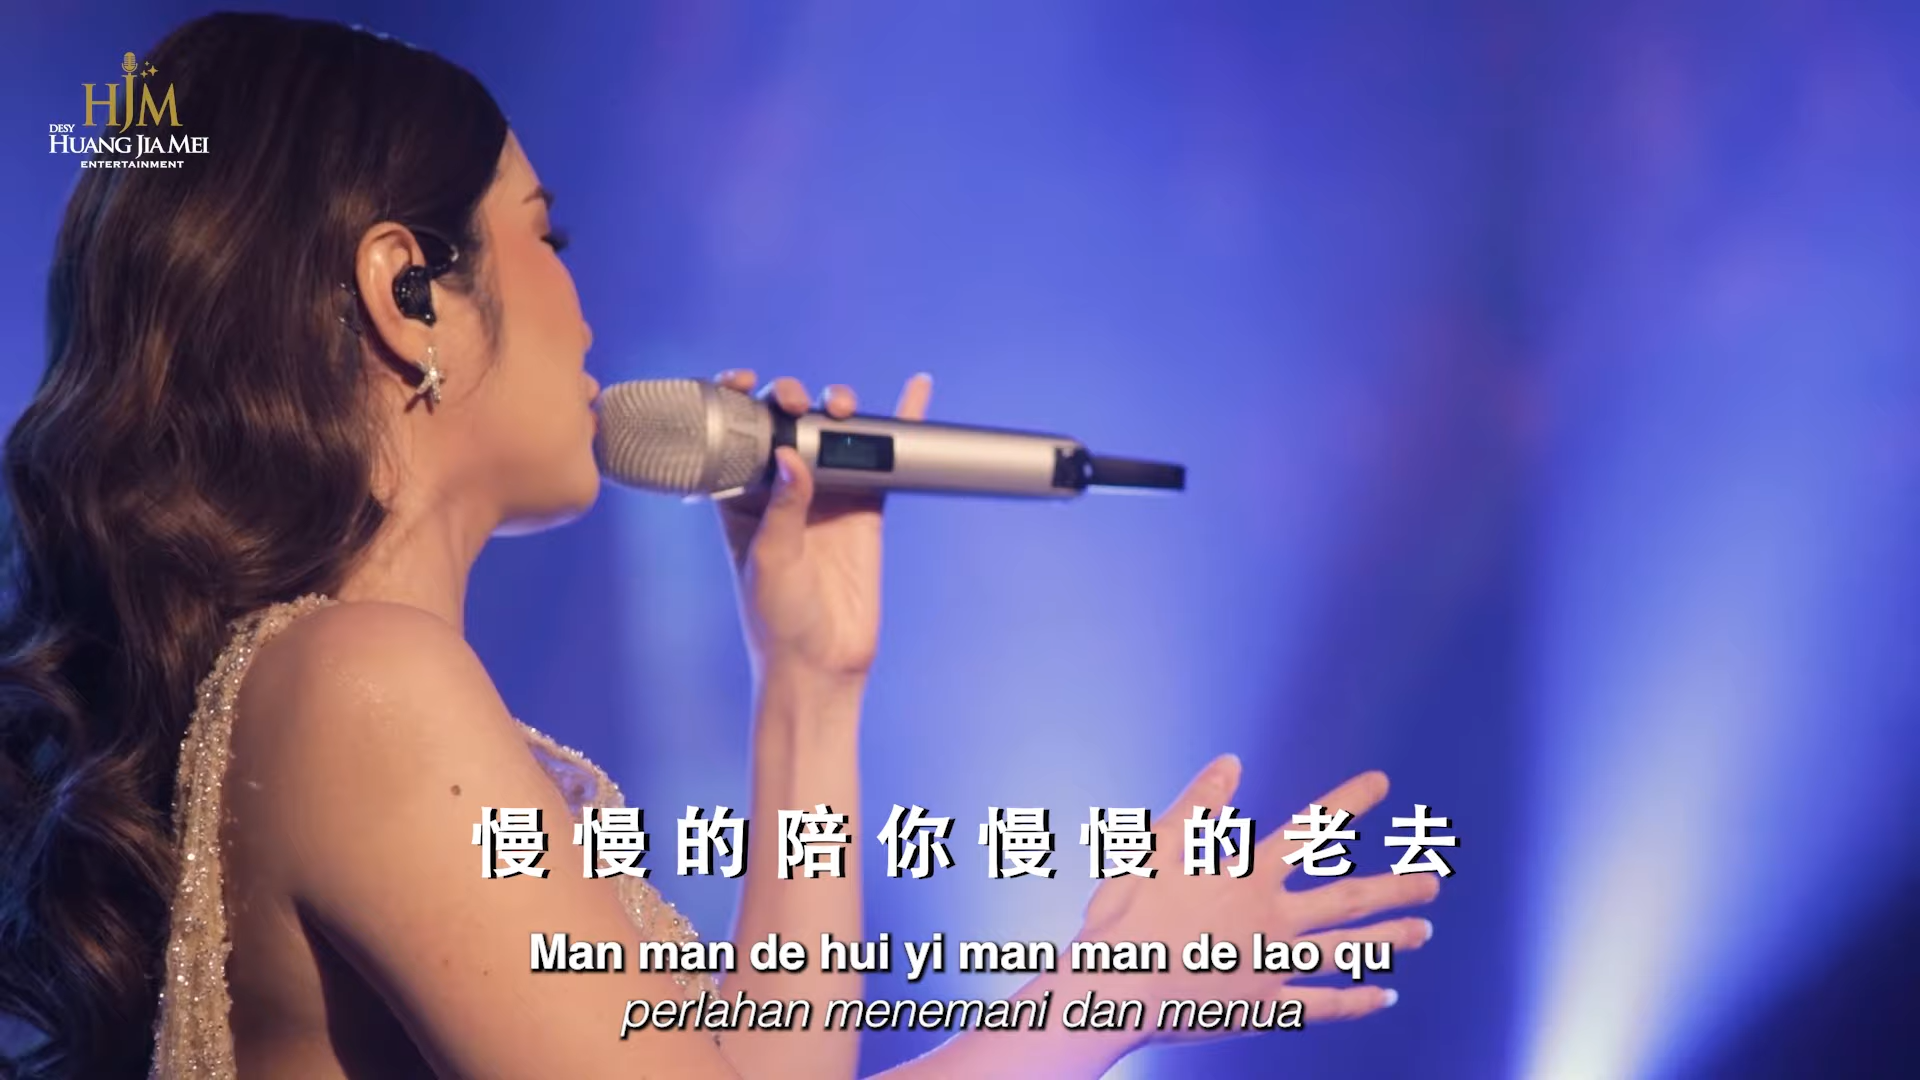 HJM
DESY
HUANG JIA MEI
ENTERTAINMENT
慢慢的陪你慢慢的老去
Man man de hui yi man man de lao qu
perlahan menemani dan menua